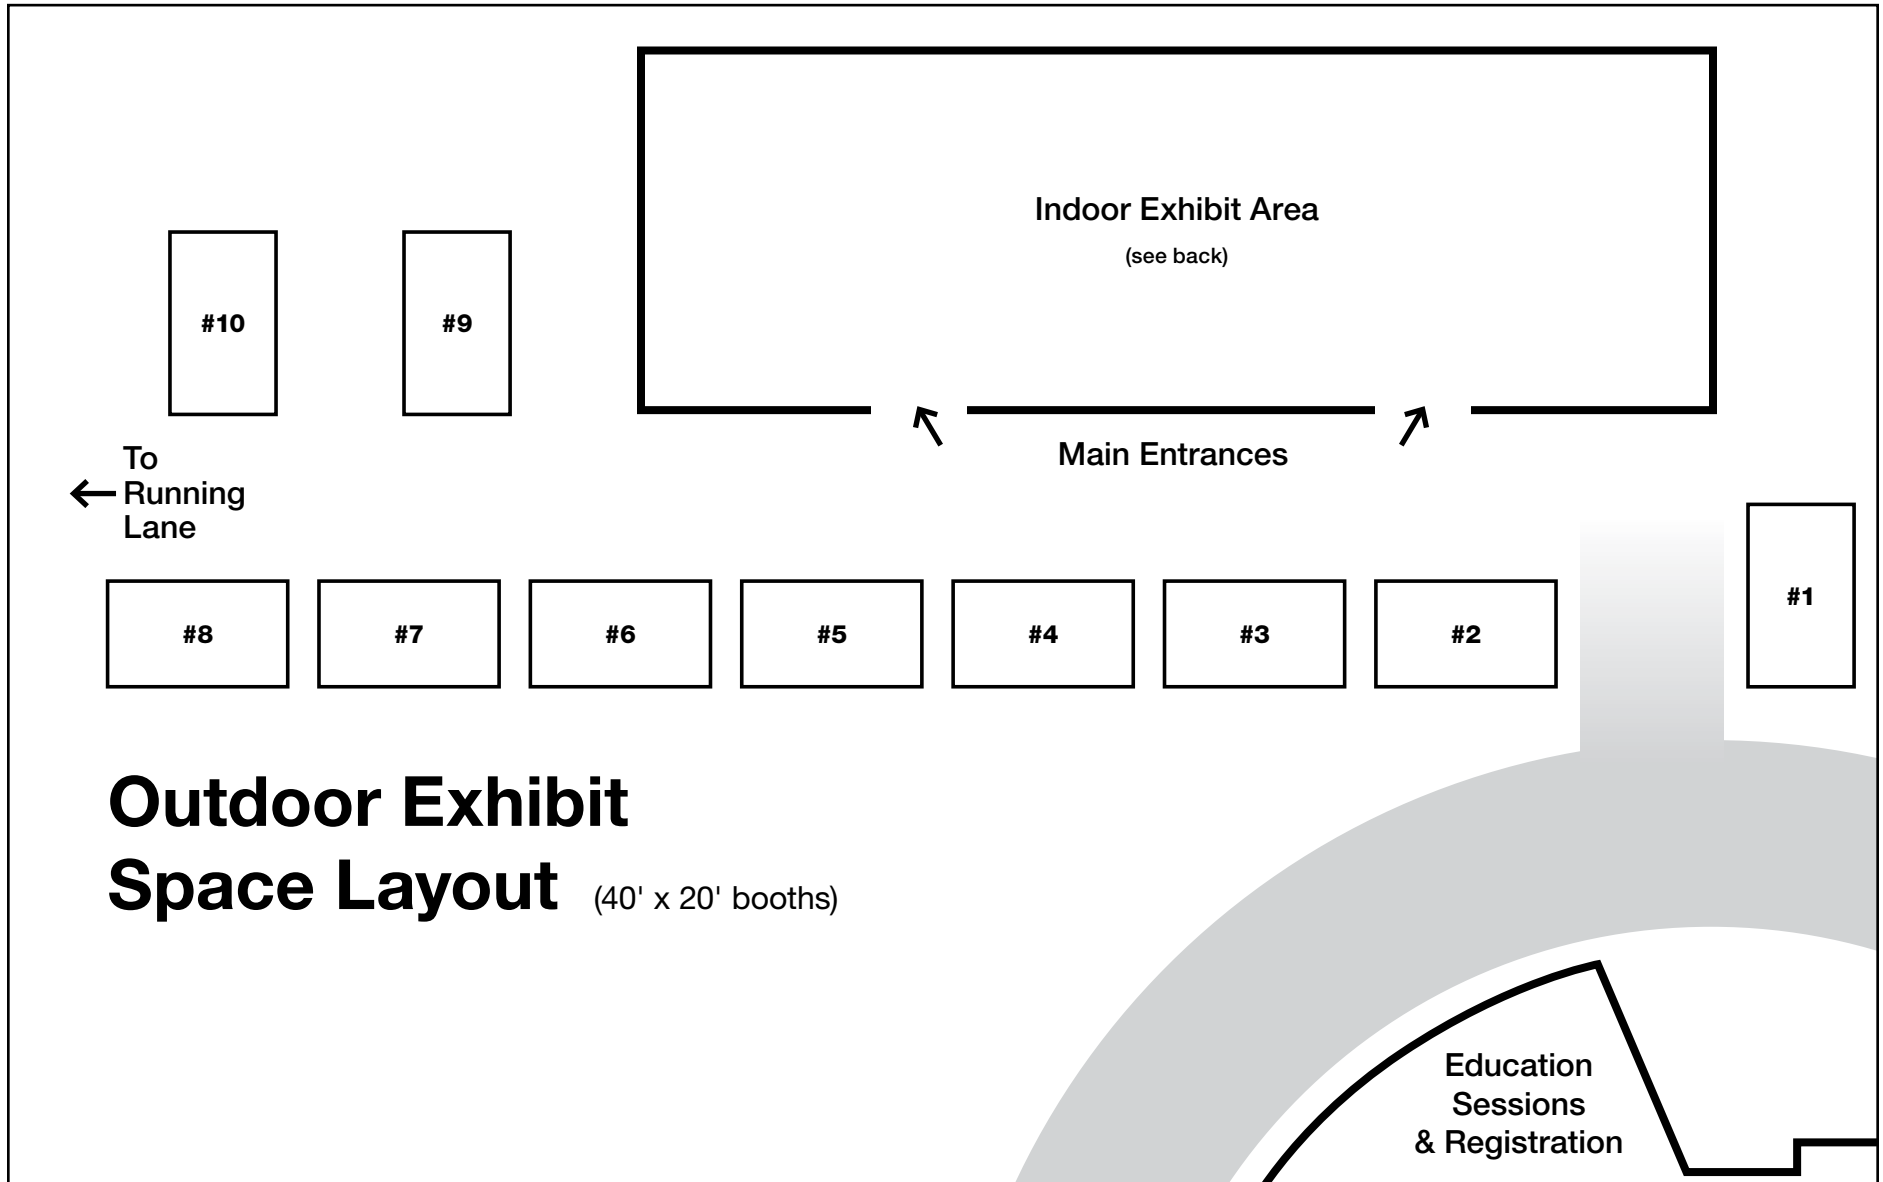 Indoor Exhibit Area
(see back)
#10
#9
Main Entrances
To
Running
Lane
#1
#8
#7
#6
#5
#4
#3
#2
Outdoor Exhibit
Space Layout (40' x 20' booths)
Education
Sessions
& Registration